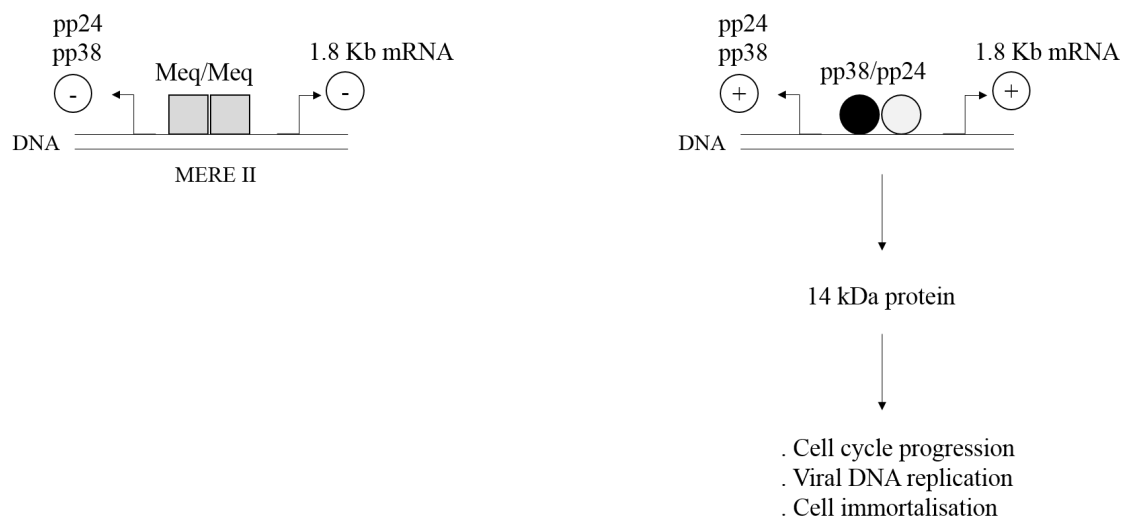 pp24
pp38
1.8 Kb mRNA
Meq/Meq
-
-
DNA
MERE II
pp24
pp38
1.8 Kb mRNA
pp38/pp24
+
+
DNA
14 kDa protein
. Cell cycle progression
. Viral DNA replication
. Cell immortalisation